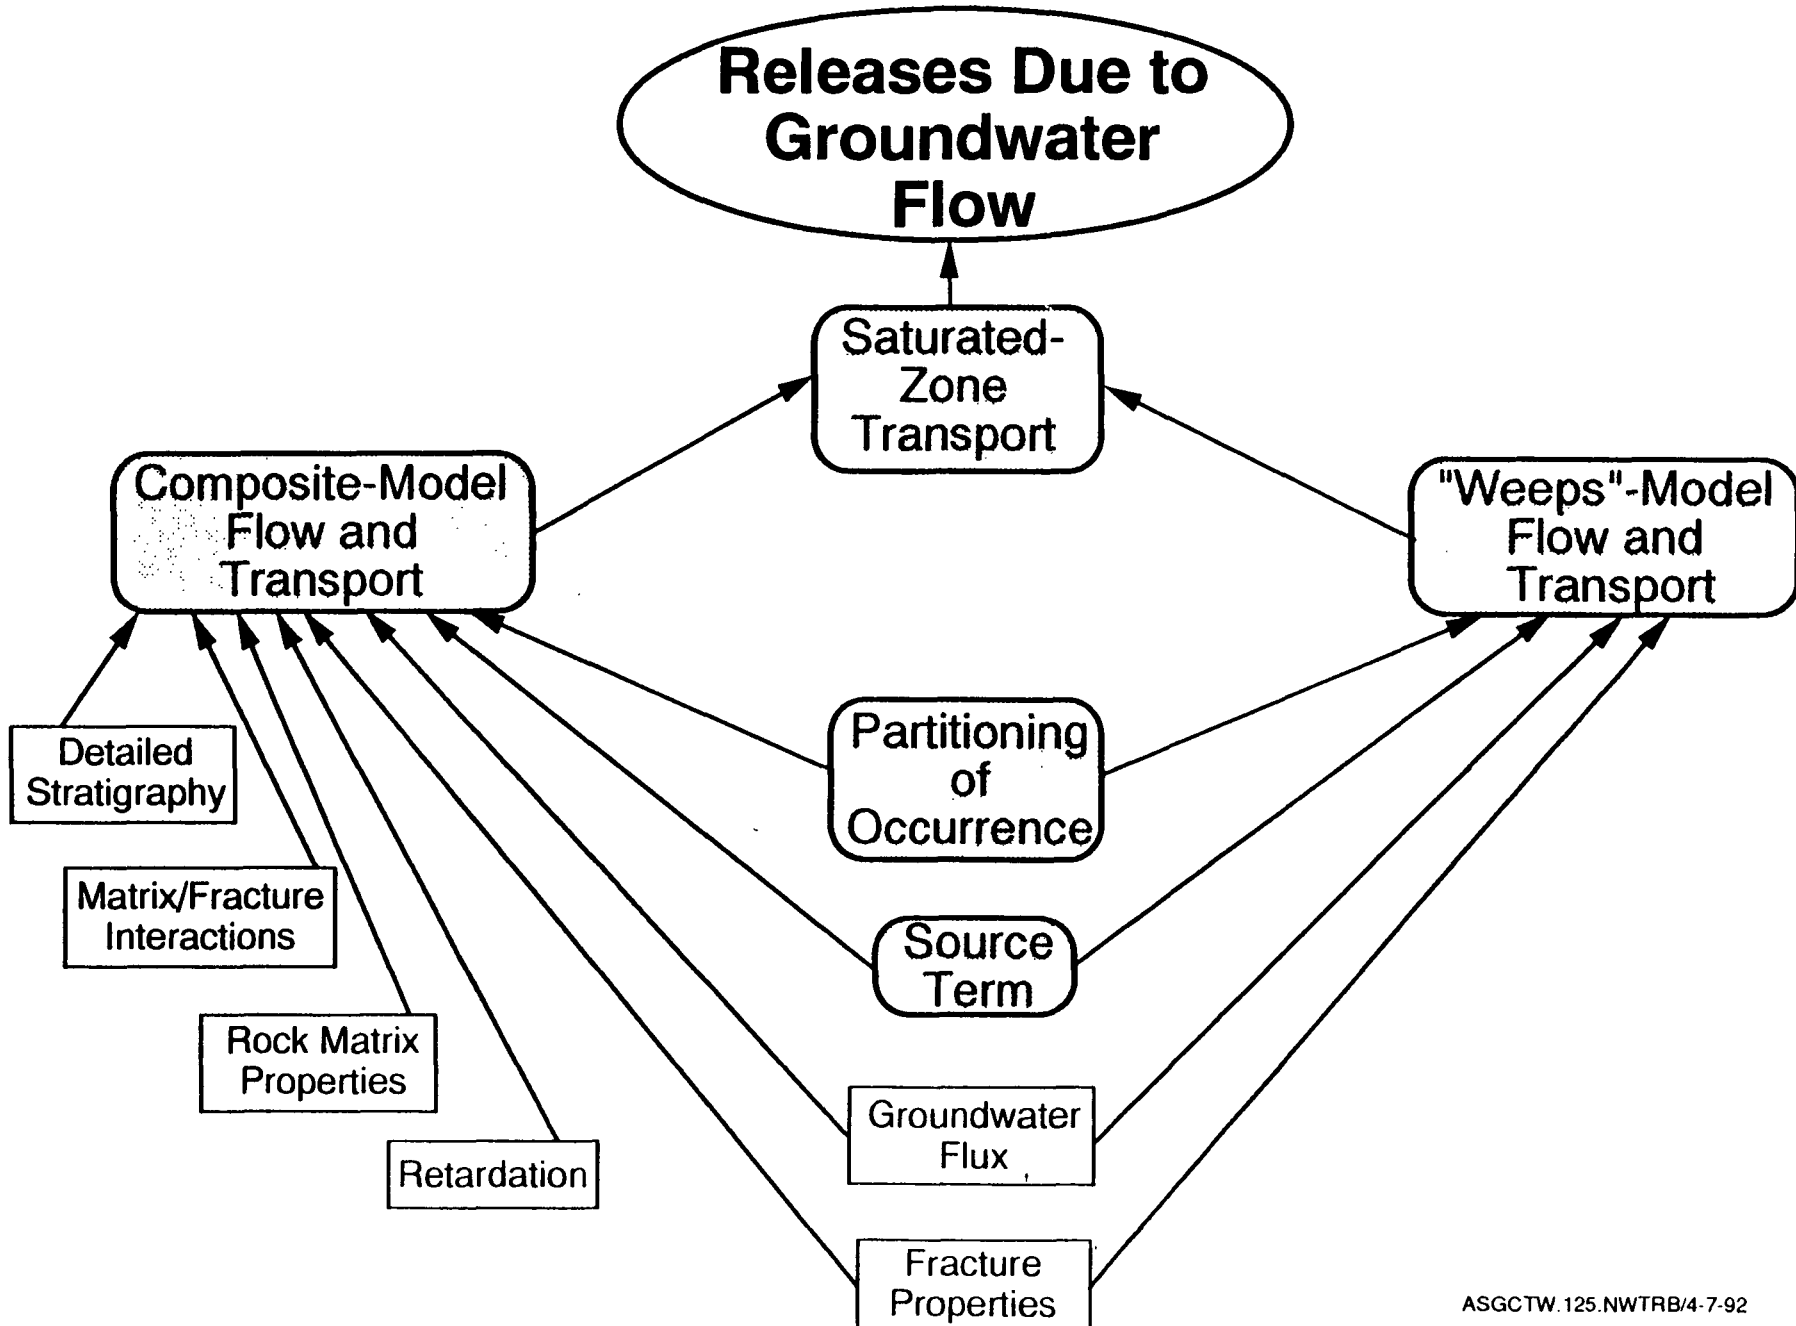 Releases Due to
Groundwater
Flow
Saturated-
Zone
Transport
Composite-Model
Flow and
Transport
"Weeps"-Model
Flow and
Transport
Partitioning
of
Occurrence
Detailed
Stratigraphy
Matrix/Fracture
Interactions
Source
Term
Rock Matrix
Properties
Groundwater
Flux
Retardation
Fracture
Properties
ASGCTW.125.NWTRB/4-7-92